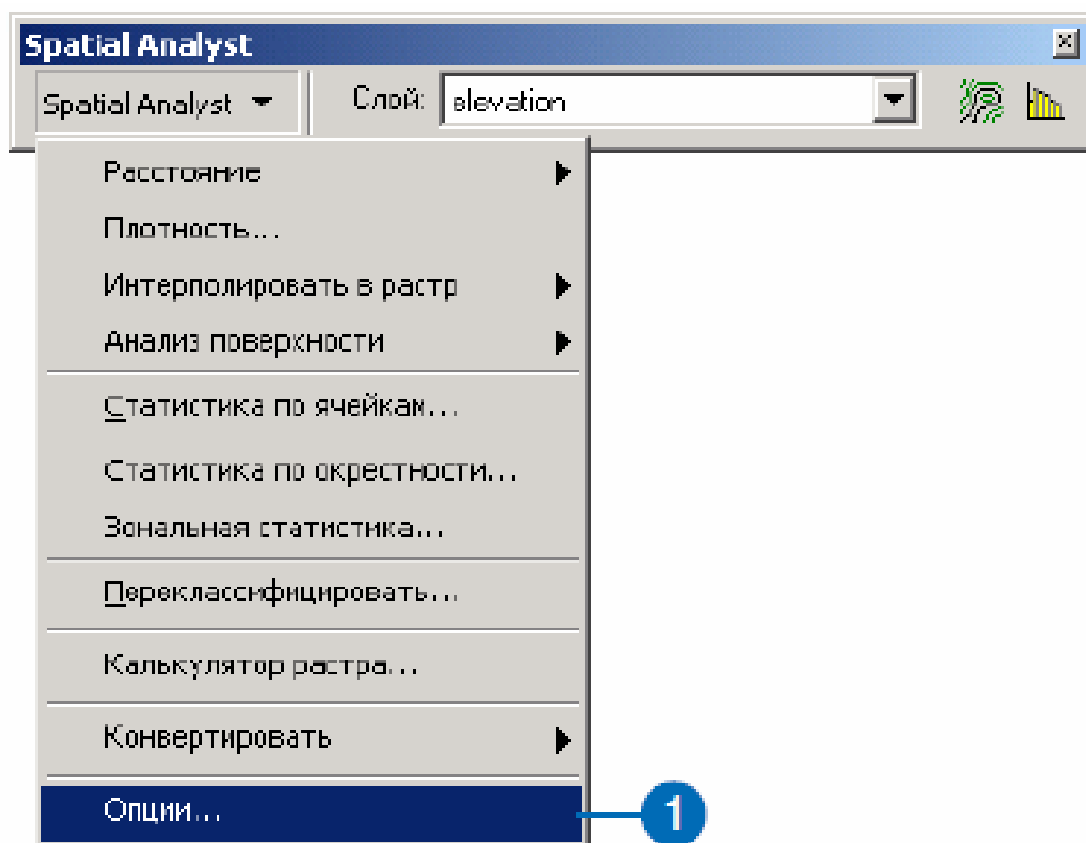 Spatial Analyst
Spatial Analyst Слой: elevation
Расстояние
Плотность...
Интерполировать в растр
Анализ поверхности
Статистика по ячейкам...
Статистика по окрестности...
Зональная статистика...
Переклассифицировать...
Калькулятор растра...
Конвертировать
Опции...
1